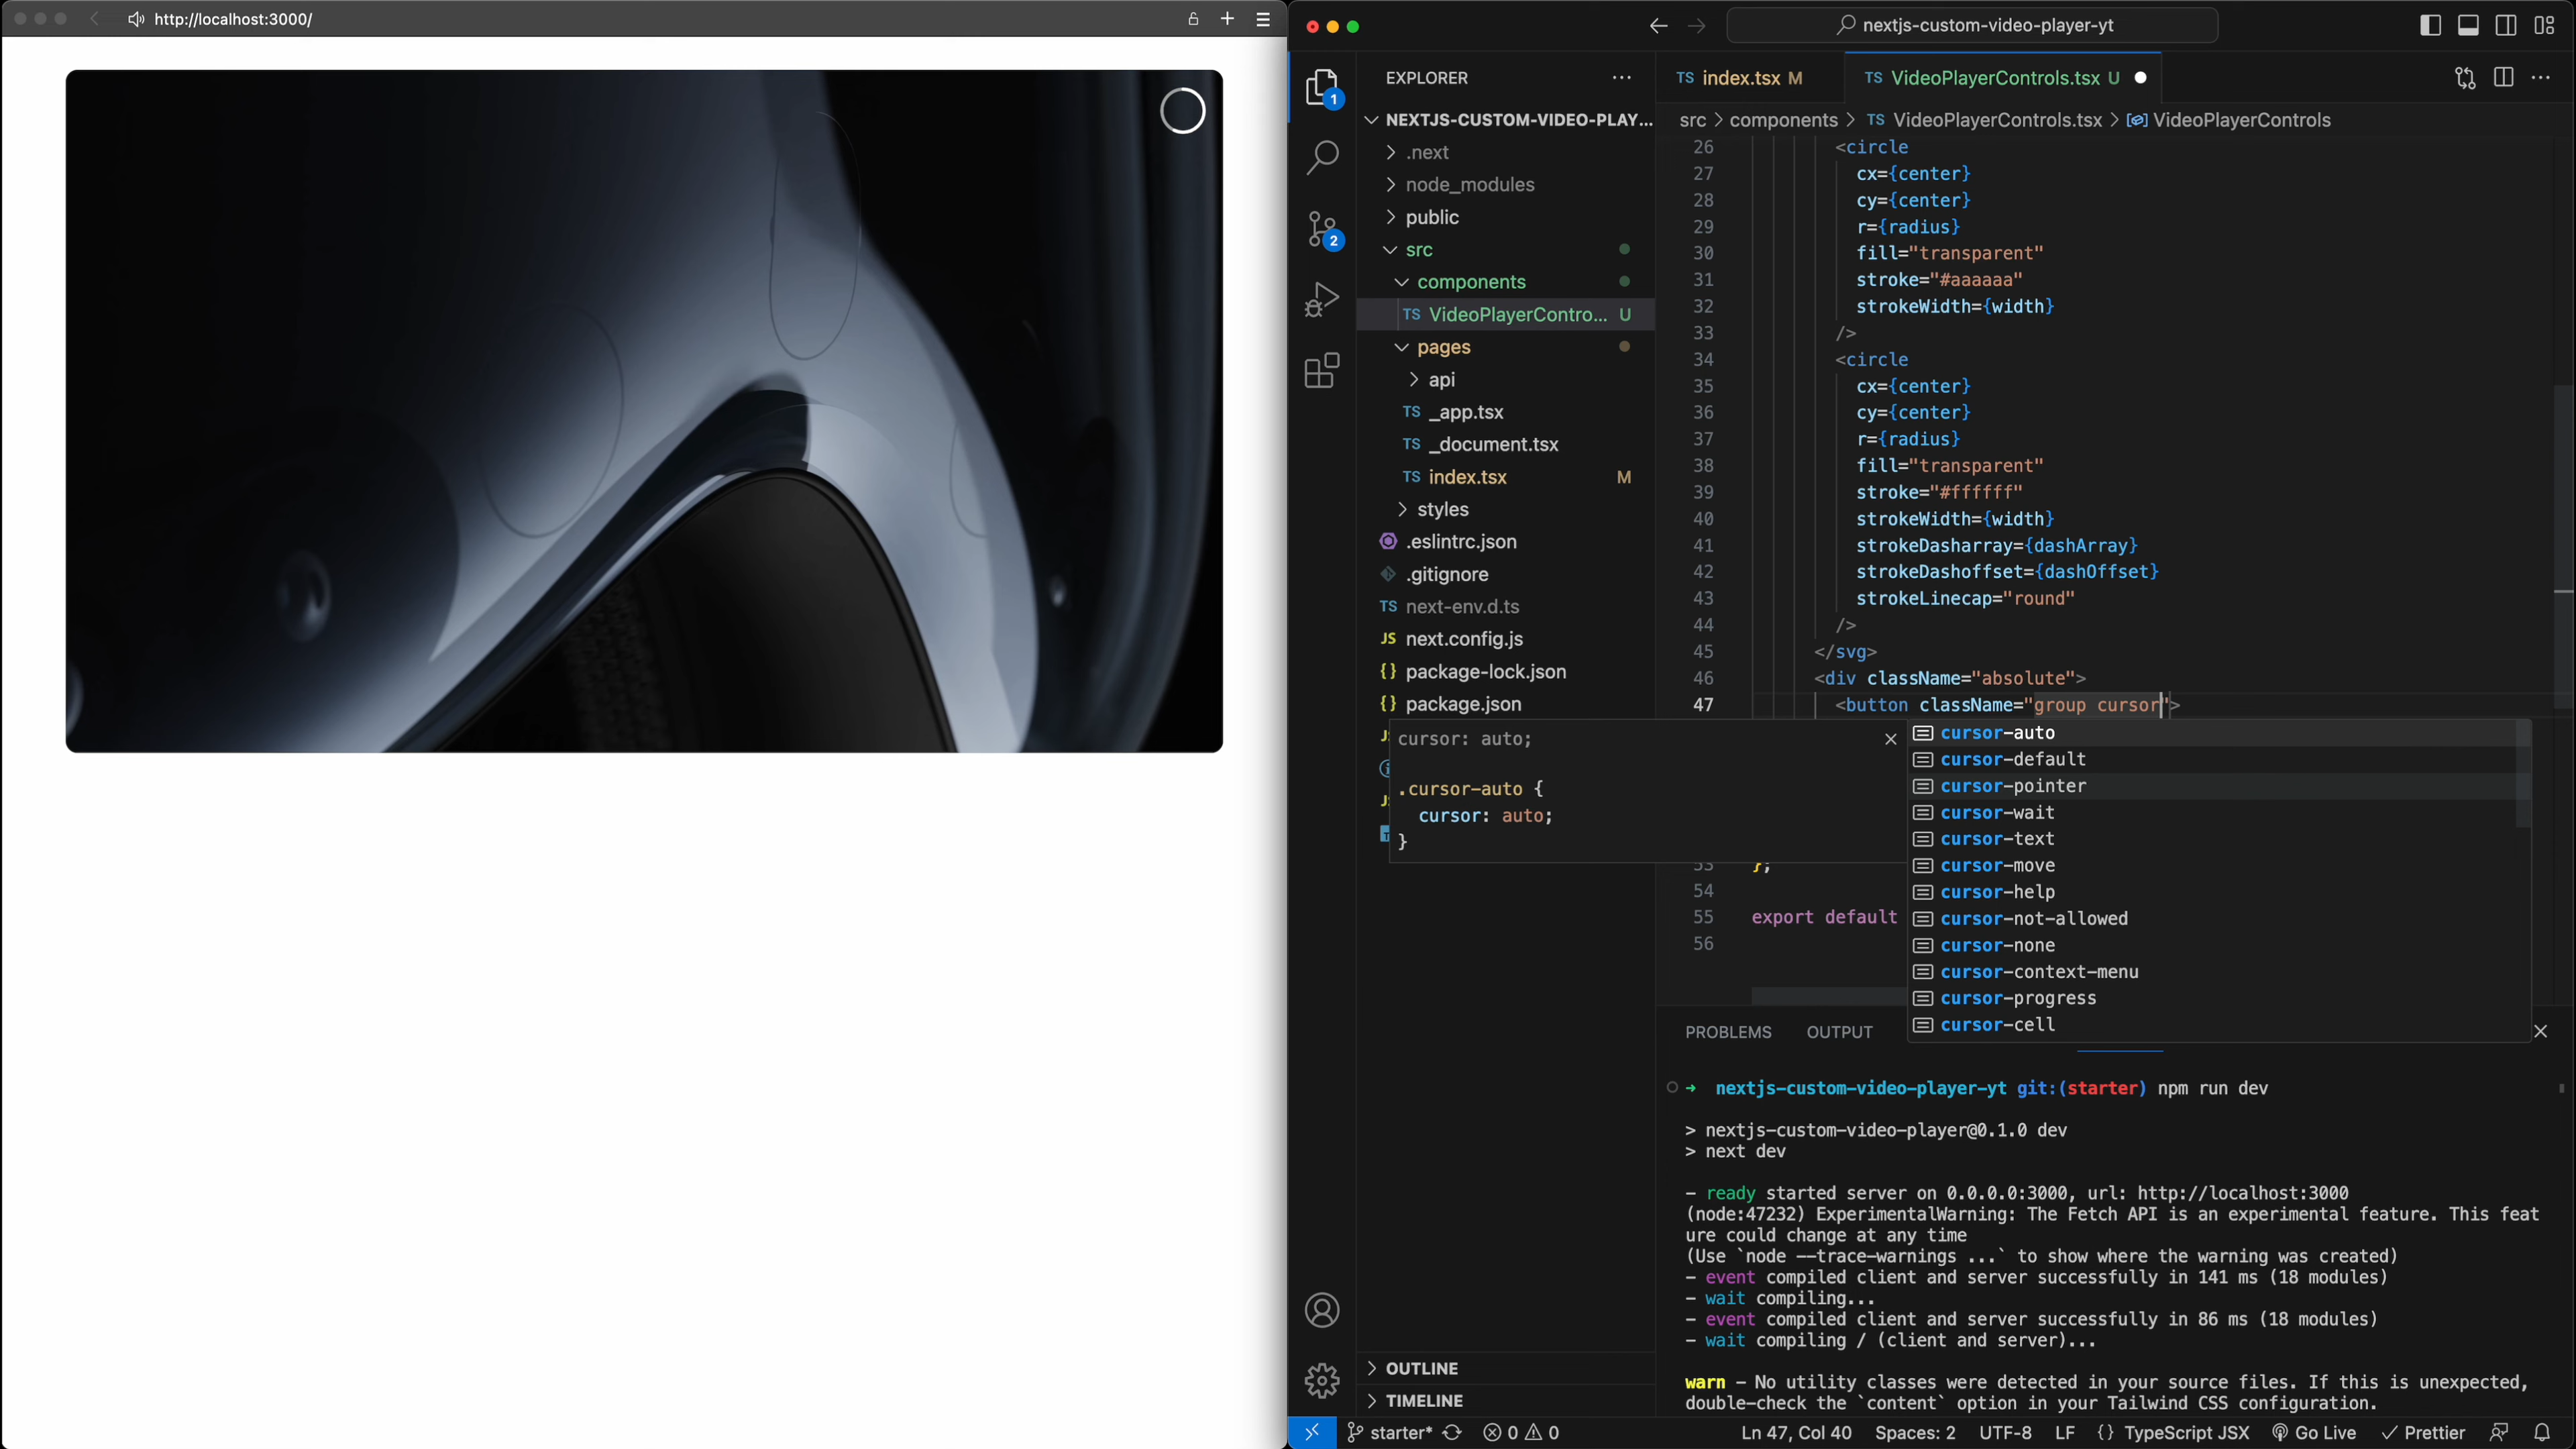 http://localhost:3000/
nextjs-custom-video-player-yt
EXPLORER
NEXTJS-CUSTOM-VIDEO-PLAY...
.next
node_modules
public
src
components
TS VideoPlayerContro... U
pages
api
TS _app.tsx
TS _document.tsx
TS index.tsx M
styles
.eslintrc.json
.gitignore
TS next-env.d.ts
JS next.config.js
{} package-lock.json
{} package.json
OUTLINE
TIMELINE
1
2
TS index.tsx M
TS VideoPlayerControls.tsx U
src > components > TS VideoPlayerControls.tsx > VideoPlayerControls
26 <circle
27 cx={center}
28 cy={center}
29 r={radius}
30 fill="transparent"
31 stroke="#aaaaaa"
32 strokeWidth={width}
33 />
34 <circle
35 cx={center}
36 cy={center}
37 r={radius}
38 fill="transparent"
39 stroke="#ffffff"
40 strokeWidth={width}
41 strokeDasharray={dashArray}
42 strokeDashoffset={dashOffset}
43 strokeLinecap="round"
44 />
45 </svg>
46 <div className="absolute">
47 <button className="group cursor">
cursor: auto;
.cursor-auto {
cursor: auto;
}
cursor-auto
cursor-default
cursor-pointer
cursor-wait
cursor-text
cursor-move
cursor-help
cursor-not-allowed
cursor-none
cursor-context-menu
cursor-progress
cursor-cell
53 };
54
55 export default
56
PROBLEMS OUTPUT
→ nextjs-custom-video-player-yt git:(starter) npm run dev
> nextjs-custom-video-player@0.1.0 dev
> next dev
- ready started server on 0.0.0.0:3000, url: http://localhost:3000
(node:47232) ExperimentalWarning: The Fetch API is an experimental feature. This feat
ure could change at any time
(Use `node --trace-warnings ...` to show where the warning was created)
- event compiled client and server successfully in 141 ms (18 modules)
- wait compiling...
- event compiled client and server successfully in 86 ms (18 modules)
- wait compiling / (client and server)...
warn - No utility classes were detected in your source files. If this is unexpected,
double-check the `content` option in your Tailwind CSS configuration.
starter* 0 0 Ln 47, Col 40 Spaces: 2 UTF-8 LF {} TypeScript JSX Go Live Prettier